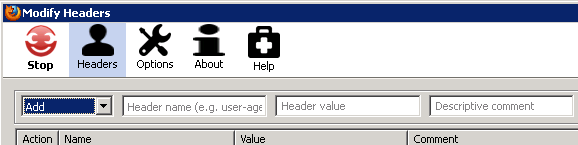 Modify Headers
Stop Headers Options About Help
Add Header name (e.g. user-age Header value Descriptive comment
Action Name Value Comment